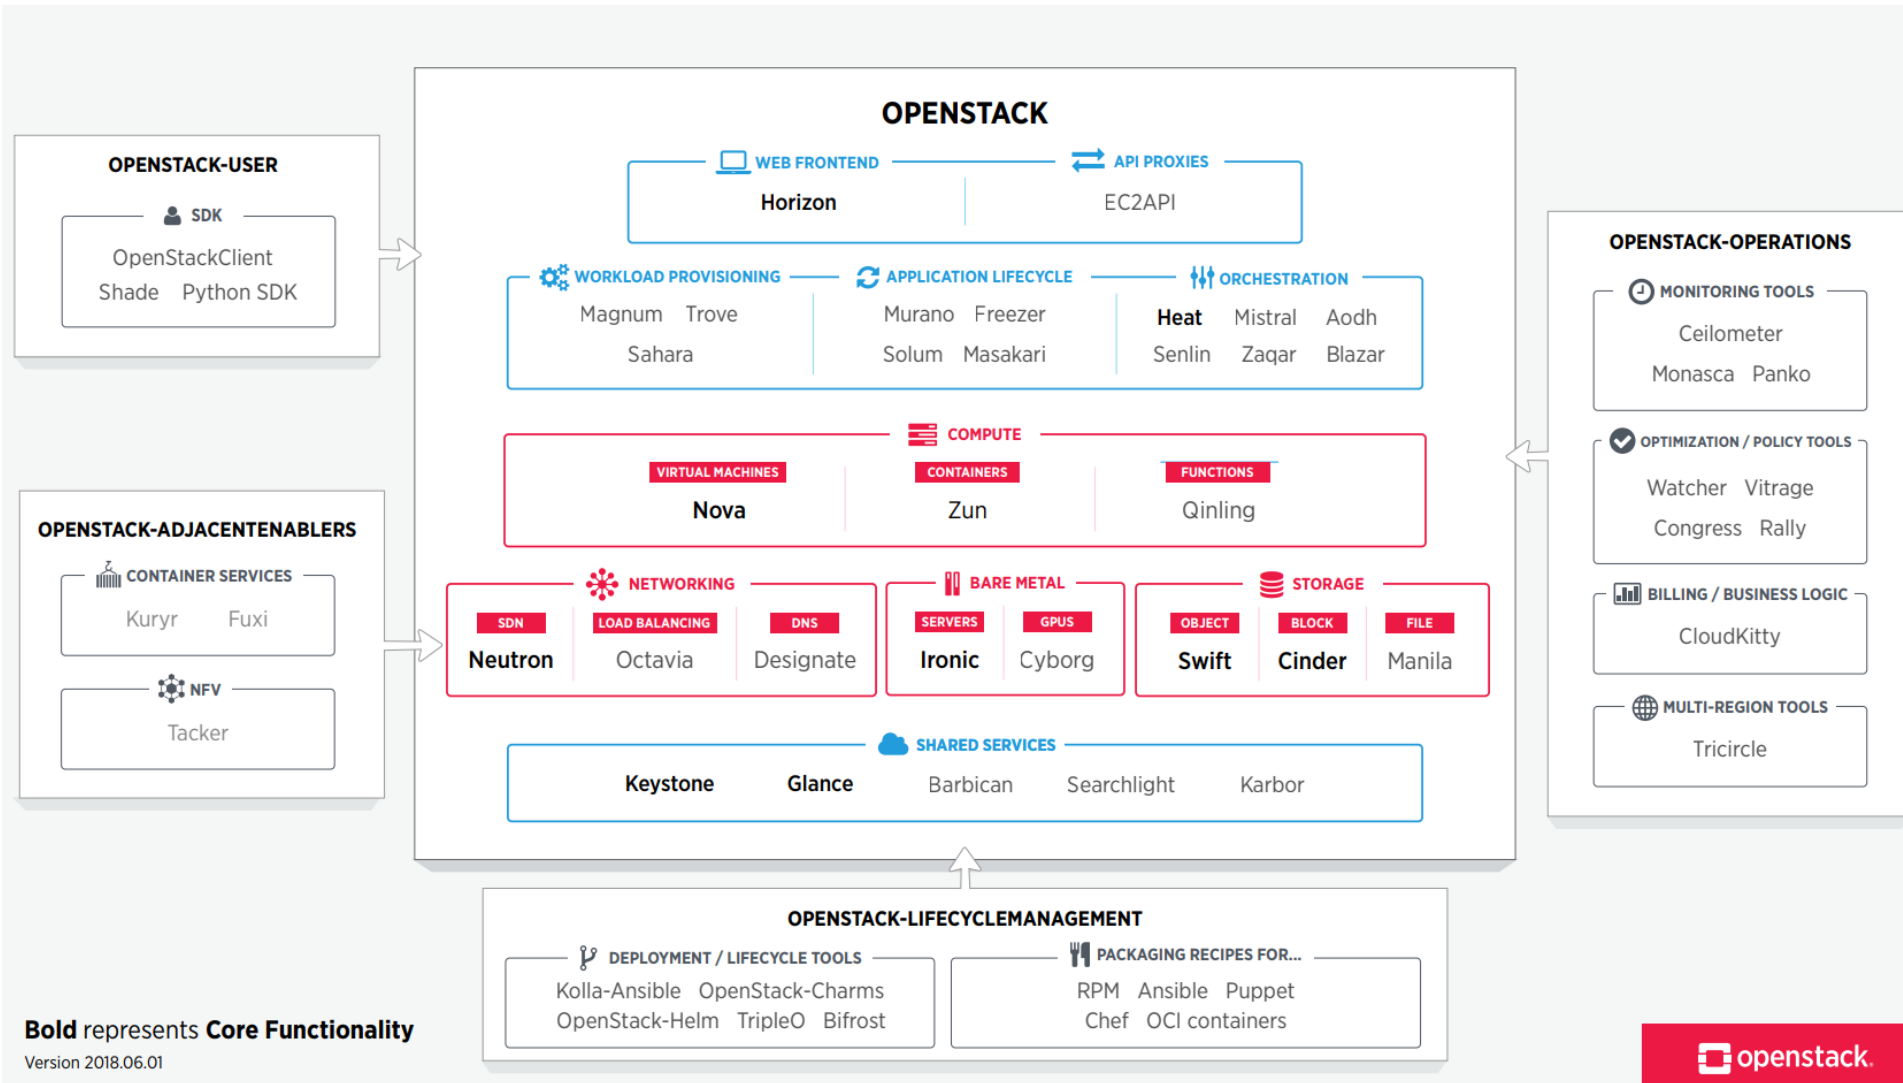 OPENSTACK
WEB FRONTEND
Horizon
API PROXIES
EC2API
WORKLOAD PROVISIONING
Magnum Trove
Sahara
APPLICATION LIFECYCLE
Murano Freezer
Solum Masakari
ORCHESTRATION
Heat Mistral Aodh
Senlin Zaqar Blazar
COMPUTE
VIRTUAL MACHINES
Nova
CONTAINERS
Zun
FUNCTIONS
Qinling
NETWORKING
SDN
Neutron
LOAD BALANCING
Octavia
DNS
Designate
BARE METAL
SERVERS
Ironic
GPUS
Cyborg
STORAGE
OBJECT
Swift
BLOCK
Cinder
FILE
Manila
SHARED SERVICES
Keystone Glance Barbican Searchlight Karbor
OPENSTACK-USER
SDK
OpenStackClient
Shade Python SDK
OPENSTACK-ADJACENTENABLERS
CONTAINER SERVICES
Kuryr Fuxi
NFV
Tacker
OPENSTACK-OPERATIONS
MONITORING TOOLS
Ceilometer
Monasca Panko
OPTIMIZATION / POLICY TOOLS
Watcher Vitrage
Congress Rally
BILLING / BUSINESS LOGIC
CloudKitty
MULTI-REGION TOOLS
Tricircle
OPENSTACK-LIFECYCLEMANAGEMENT
DEPLOYMENT / LIFECYCLE TOOLS
Kolla-Ansible OpenStack-Charms
OpenStack-Helm TripleO Bifrost
PACKAGING RECIPES FOR...
RPM Ansible Puppet
Chef OCI containers
Bold represents Core Functionality
Version 2018.06.01
openstack.